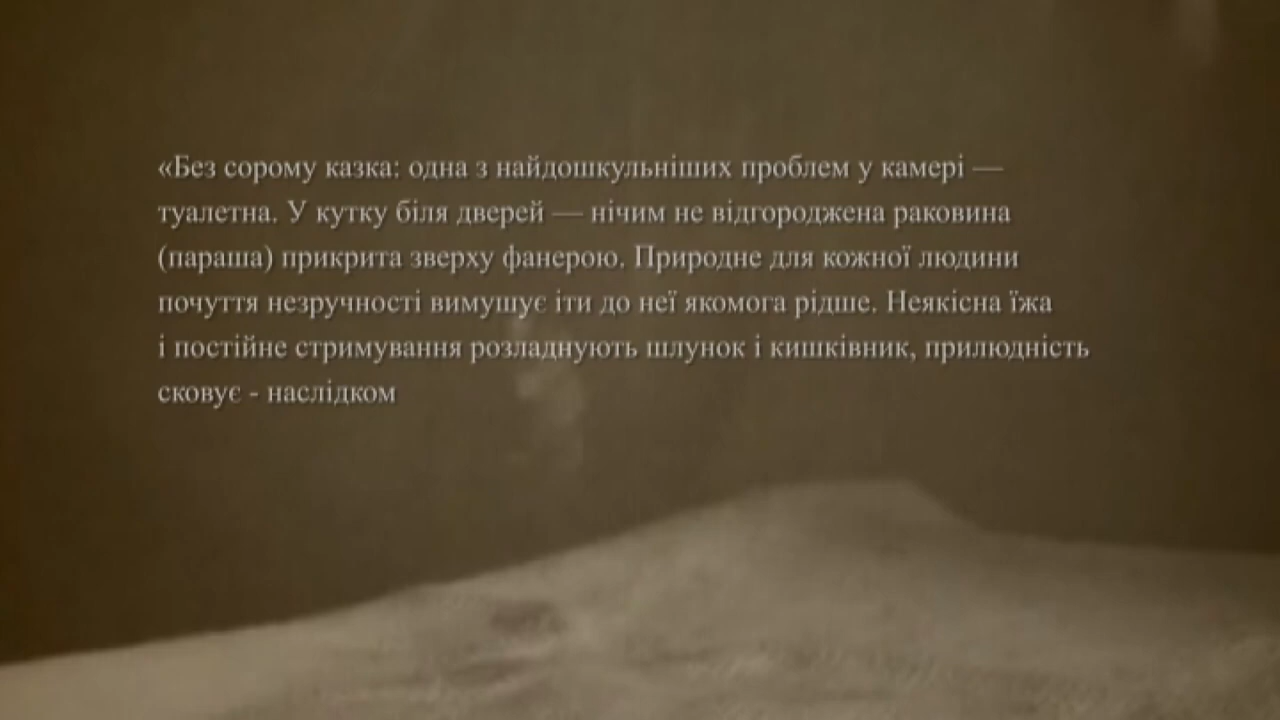 «Без сорому казка: одна з найдошкульніших проблем у камері —
туалетна. У кутку біля дверей — нічим не відгороджена раковина
(параша) прикрита зверху фанерою. Природне для кожної людини
почуття незручності вимушує іти до неї якомога рідше. Неякісна їжа
і постійне стримування розладнують шлунок і кишківник, прилюдність
сковує - наслідком